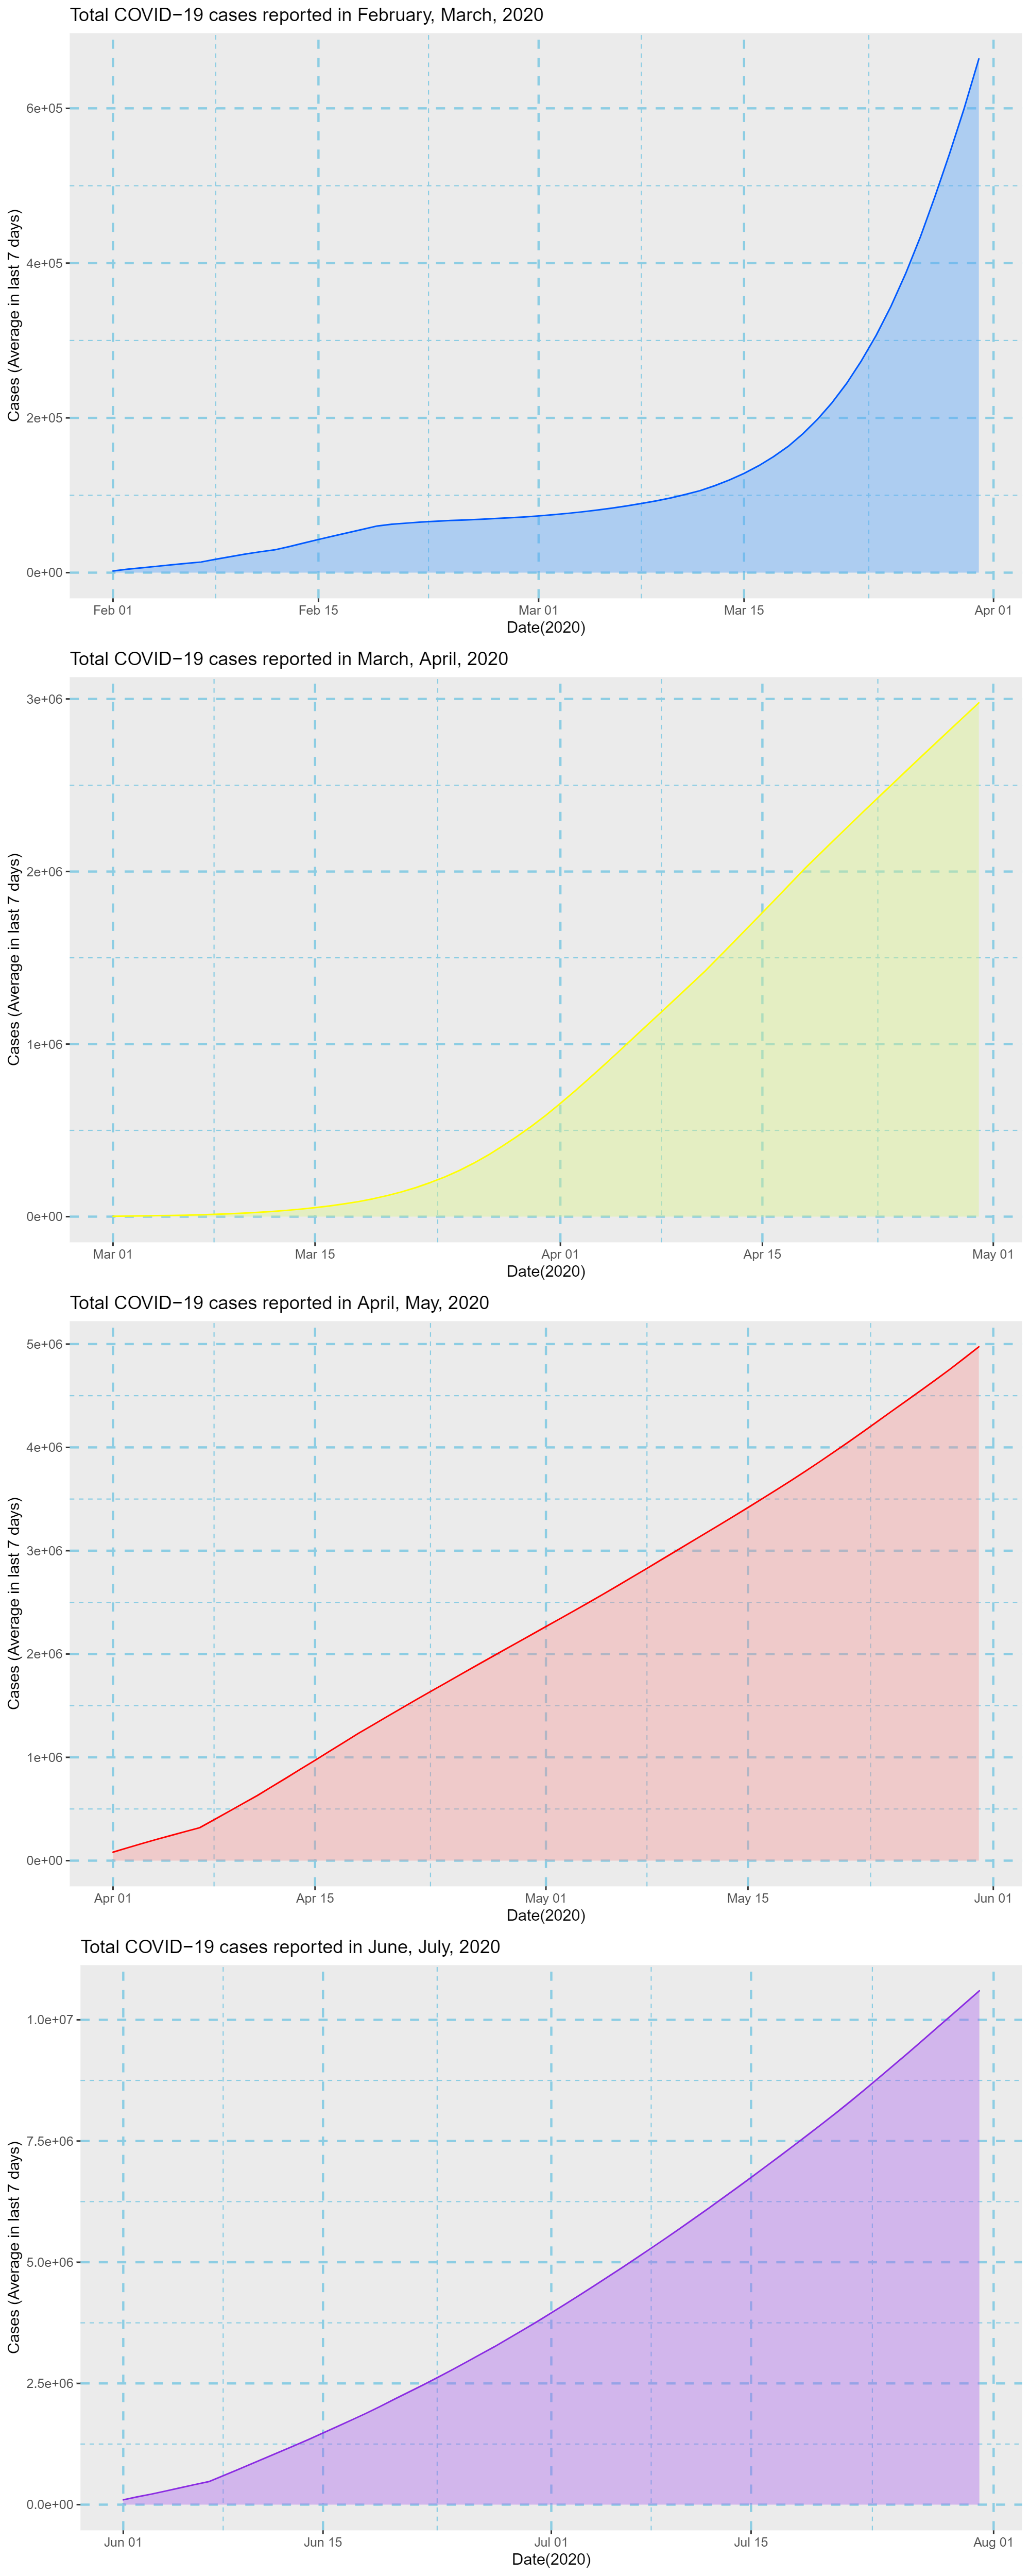 Total COVID−19 cases reported in February, March, 2020
Cases (Average in last 7 days)
6e+05
4e+05
2e+05
0e+00
Feb 01
Feb 15
Mar 01
Mar 15
Apr 01
Date(2020)
Total COVID−19 cases reported in March, April, 2020
Cases (Average in last 7 days)
3e+06
2e+06
1e+06
0e+00
Mar 01
Mar 15
Apr 01
Apr 15
May 01
Date(2020)
Total COVID−19 cases reported in April, May, 2020
Cases (Average in last 7 days)
5e+06
4e+06
3e+06
2e+06
1e+06
0e+00
Apr 01
Apr 15
May 01
May 15
Jun 01
Date(2020)
Total COVID−19 cases reported in June, July, 2020
Cases (Average in last 7 days)
1.0e+07
7.5e+06
5.0e+06
2.5e+06
0.0e+00
Jun 01
Jun 15
Jul 01
Jul 15
Aug 01
Date(2020)